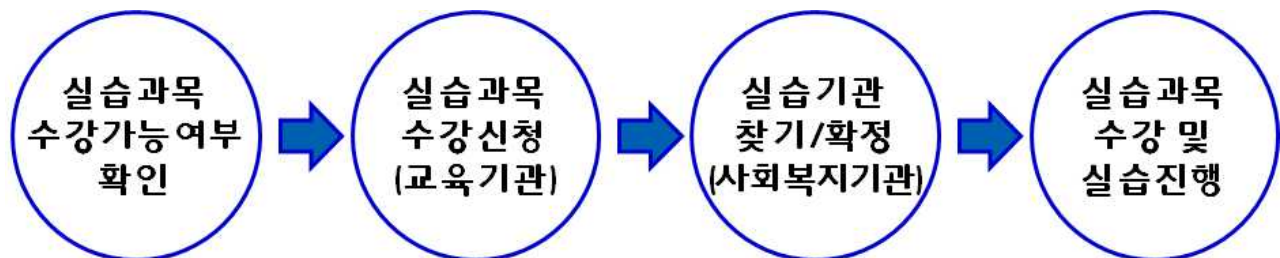 실습과목
수강가능여부
확인
실습과목
수강신청
(교육기관)
실습기관
찾기/확정
(사회복지기관)
실습과목
수강 및
실습진행